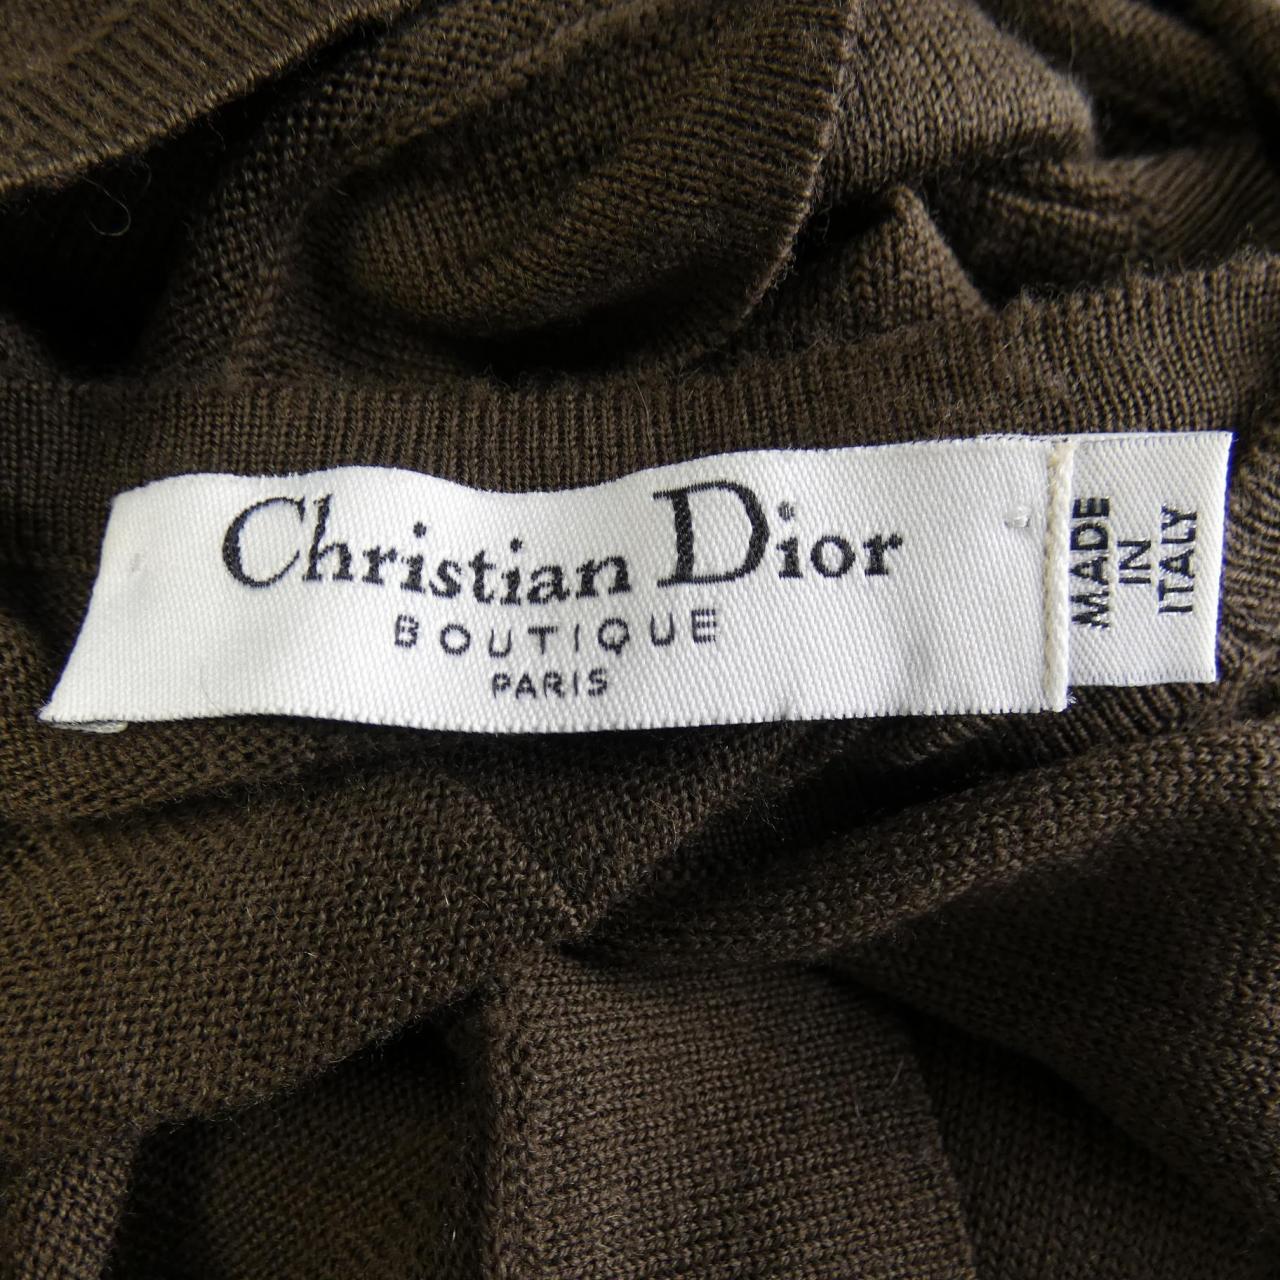 Christian Dior
BOUTIQUE
PARIS
MADE
IN
ITALY